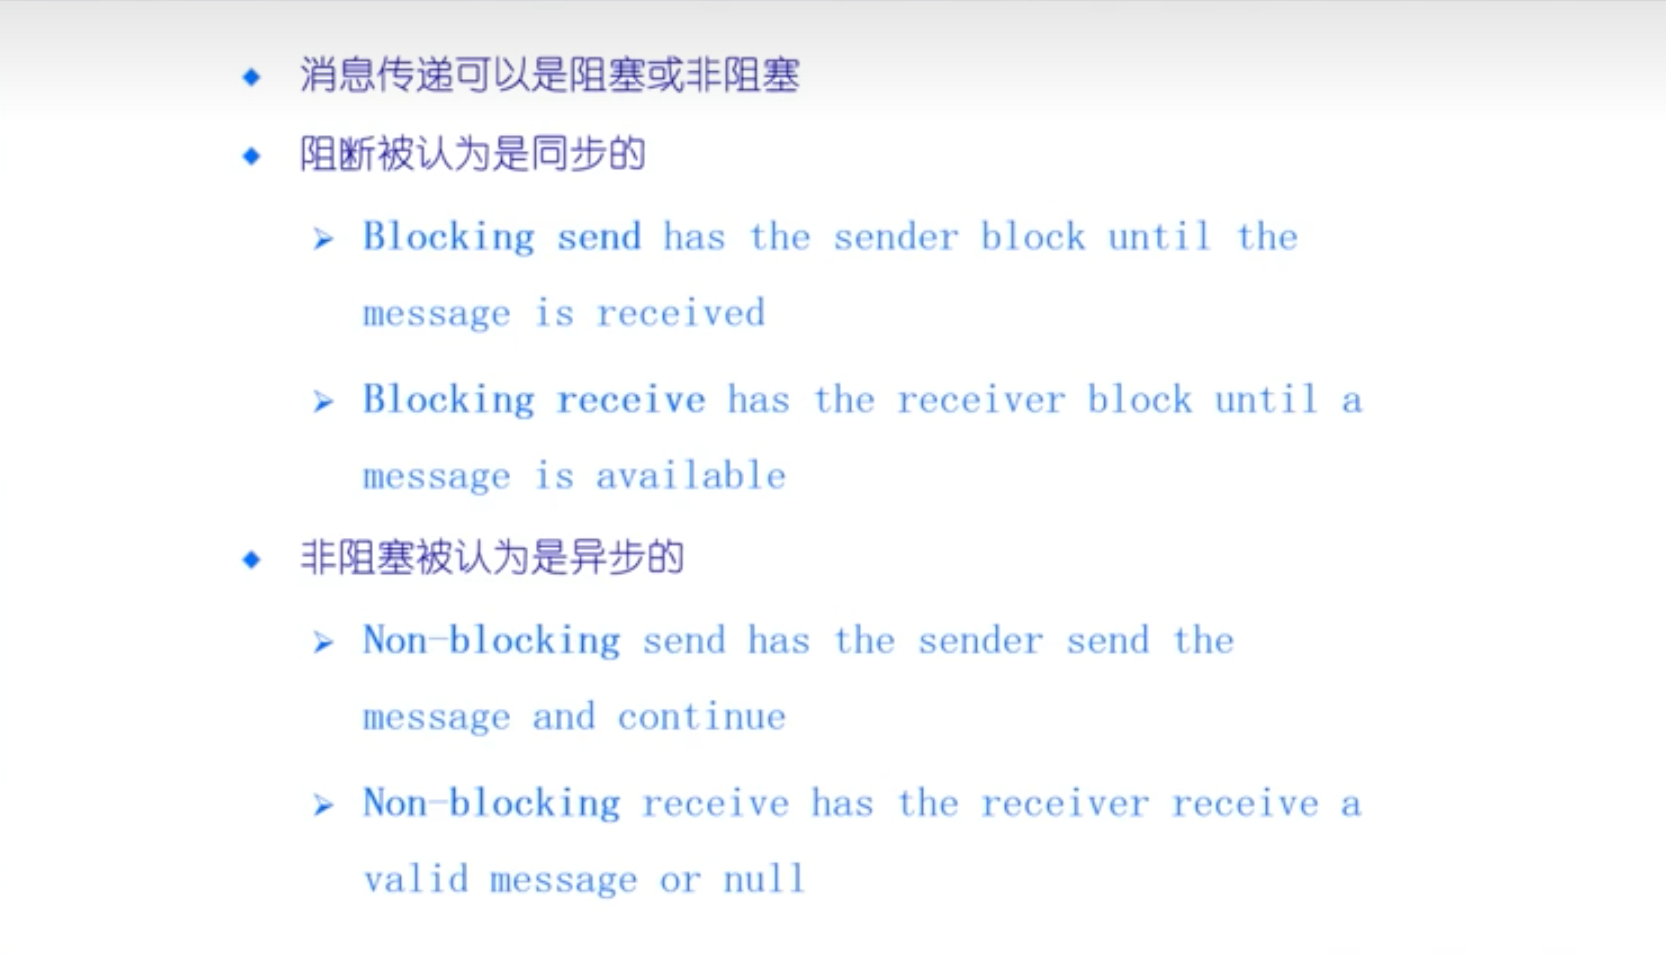 消息传递可以是阻塞或非阻塞
阻断被认为是同步的
Blocking send has the sender block until the
message is received
Blocking receive has the receiver block until a
message is available
非阻塞被认为是异步的
Non-blocking send has the sender send the
message and continue
Non-blocking receive has the receiver receive a
valid message or null